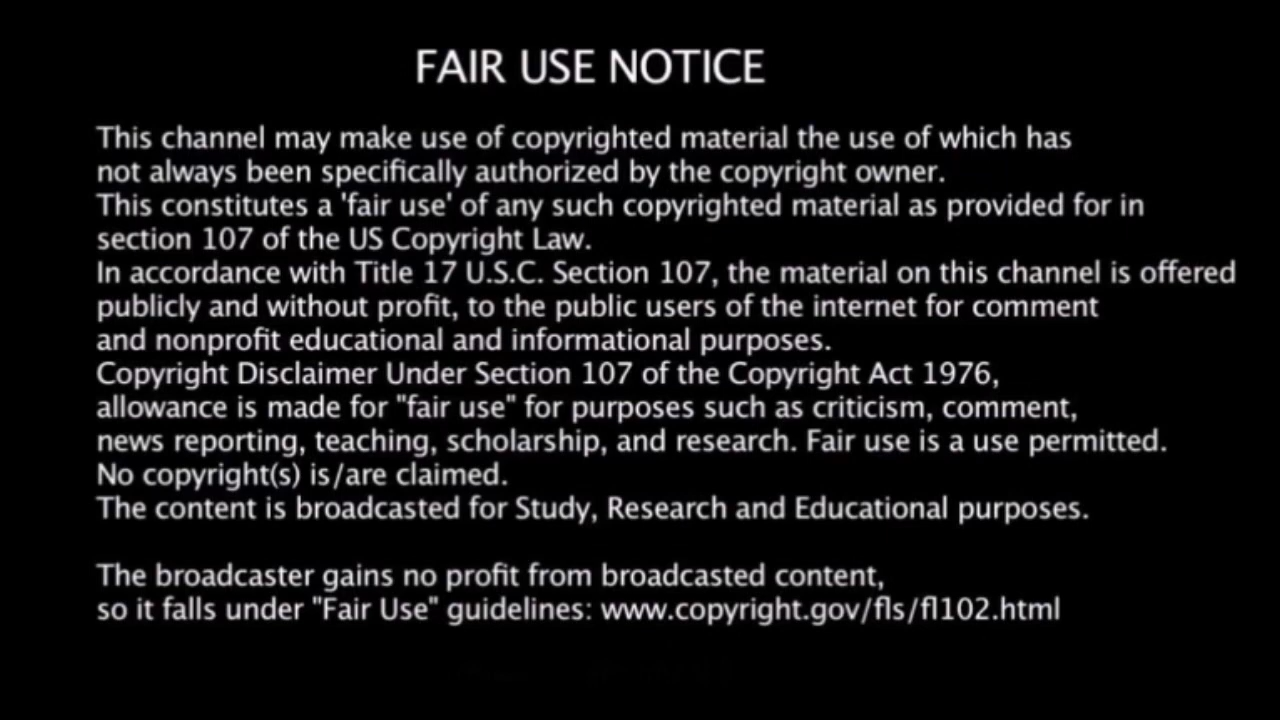 FAIR USE NOTICE
This channel may make use of copyrighted material the use of which has
not always been specifically authorized by the copyright owner.
This constitutes a 'fair use' of any such copyrighted material as provided for in
section 107 of the US Copyright Law.
In accordance with Title 17 U.S.C. Section 107, the material on this channel is offered
publicly and without profit, to the public users of the internet for comment
and nonprofit educational and informational purposes.
Copyright Disclaimer Under Section 107 of the Copyright Act 1976,
allowance is made for "fair use" for purposes such as criticism, comment,
news reporting, teaching, scholarship, and research. Fair use is a use permitted.
No copyright(s) is/are claimed.
The content is broadcasted for Study, Research and Educational purposes.
The broadcaster gains no profit from broadcasted content,
so it falls under "Fair Use" guidelines: www.copyright.gov/fls/fl102.html